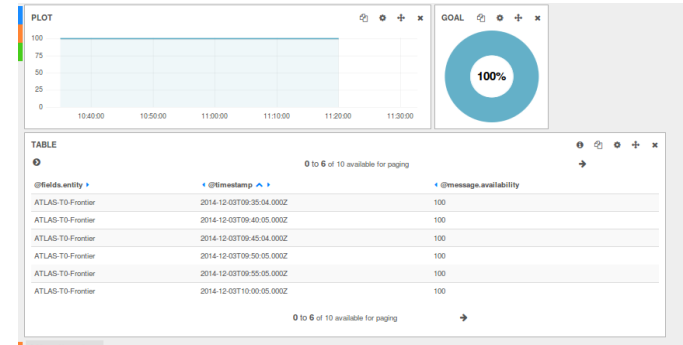 PLOT
100
75
50
25
0
10:40:00 10:50:00 11:00:00 11:10:00 11:20:00 11:30:00
GOAL
100%
TABLE
0 to 6 of 10 available for paging
@fields.entity @timestamp @message.availability
ATLAS-T0-Frontier 2014-12-03T09:35:04.000Z 100
ATLAS-T0-Frontier 2014-12-03T09:40:05.000Z 100
ATLAS-T0-Frontier 2014-12-03T09:45:04.000Z 100
ATLAS-T0-Frontier 2014-12-03T09:50:05.000Z 100
ATLAS-T0-Frontier 2014-12-03T09:55:05.000Z 100
ATLAS-T0-Frontier 2014-12-03T10:00:05.000Z 100
0 to 6 of 10 available for paging